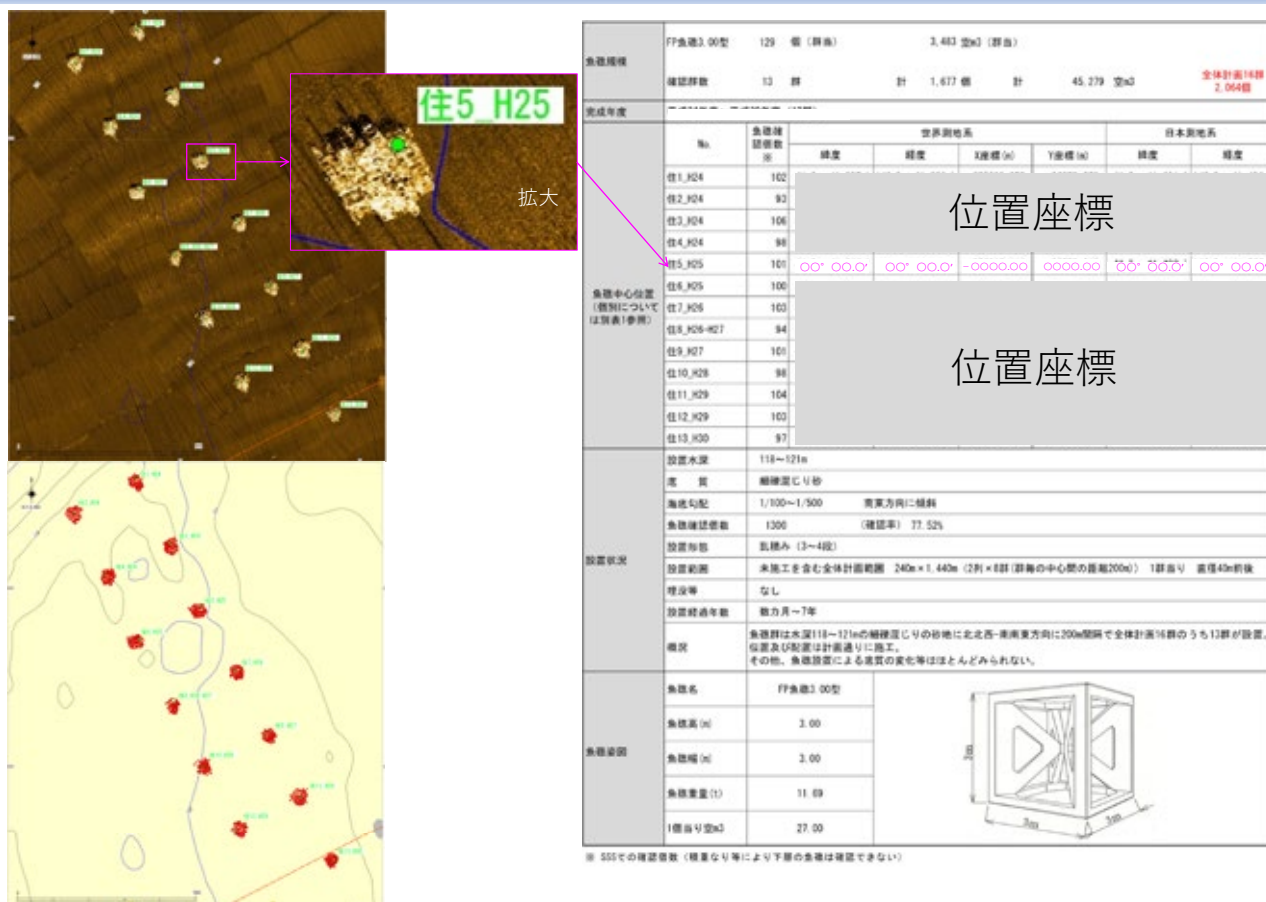 住5_H25
拡大
魚礁規模
FP魚礁3.00型 129 個（群当） 3,483 空m3（群当）
確認群数 13 群 計 1,677 個 計 45,279 空m3
全体計画16群
2,064個
完成年度
魚礁中心位置
（個別について
は別表1参照）
No.
魚礁確
認個数
※
世界測地系
日本測地系
緯度 経度 X座標(m) Y座標(m) 緯度 経度
住1_H24 102
住2_H24 93
住3_H24 106
住4_H24 98
位置座標
住5_H25 101 〇〇° 〇〇.〇' 〇〇° 〇〇.〇' -〇〇〇〇.〇〇 〇〇〇〇.〇〇 〇〇° 〇〇.〇' 〇〇° 〇〇.〇'
住6_H25 100
住7_H26 103
住8_H26-H27 94
住9_H27 101
住10_H28 98
住11_H29 104
住12_H29 103
住13_H30 97
位置座標
設置状況
設置水深 118～121m
底　質 細礫混じり砂
海底勾配 1/100～1/500 南東方向に傾斜
魚礁確認個数 1300 （確認率） 77.52%
設置形態 乱積み（3～4段）
設置範囲 未施工を含む全体計画範囲 240m×1,440m（2列×8群（群毎の中心間の距離200m）） 1群当り 直径40m前後
埋没等 なし
設置経過年数 数カ月～7年
概況
魚礁群は水深118～121mの細礫混じりの砂地に北北西-南南東方向に200m間隔で全体計画16群のうち13群が設置。
位置及び配置は計画通りに施工。
その他、魚礁設置による底質の変化等はほとんどみられない。
魚礁姿図
魚礁名 FP魚礁3.00型
魚礁高(m) 3.00
魚礁幅(m) 3.00
魚礁重量(t) 11.69
1個当り空m3 27.00
3m
3m
3m
※ SSSでの確認個数（積重なり等により下層の魚礁は確認できない）